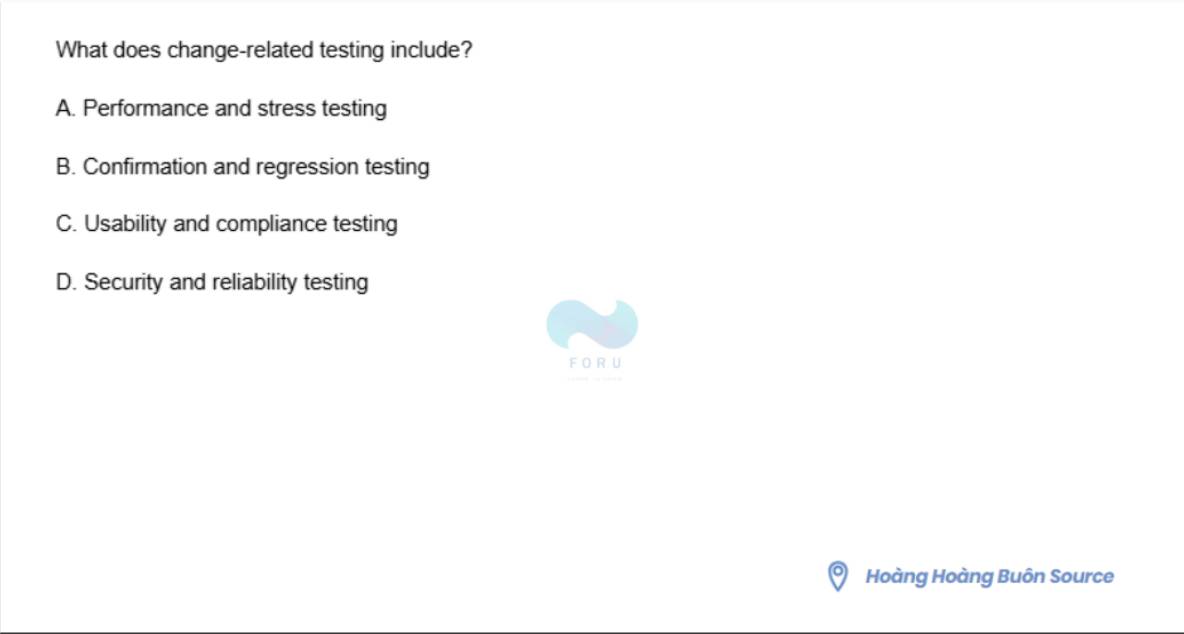 What does change-related testing include?
A. Performance and stress testing
B. Confirmation and regression testing
C. Usability and compliance testing
D. Security and reliability testing
FORU
Hoàng Hoàng Buôn Source